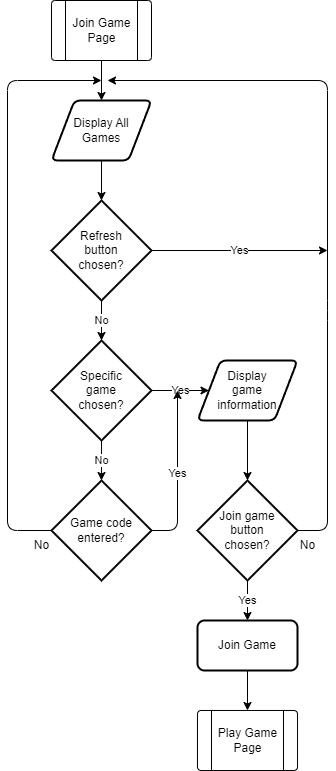 Join Game
Page
Display All
Games
Refresh
button
chosen?
Yes
No
Specific
game
chosen?
Yes
Display
game
information
No
Yes
Game code
entered?
No
Join game
button
chosen?
No
Yes
Join Game
Play Game
Page